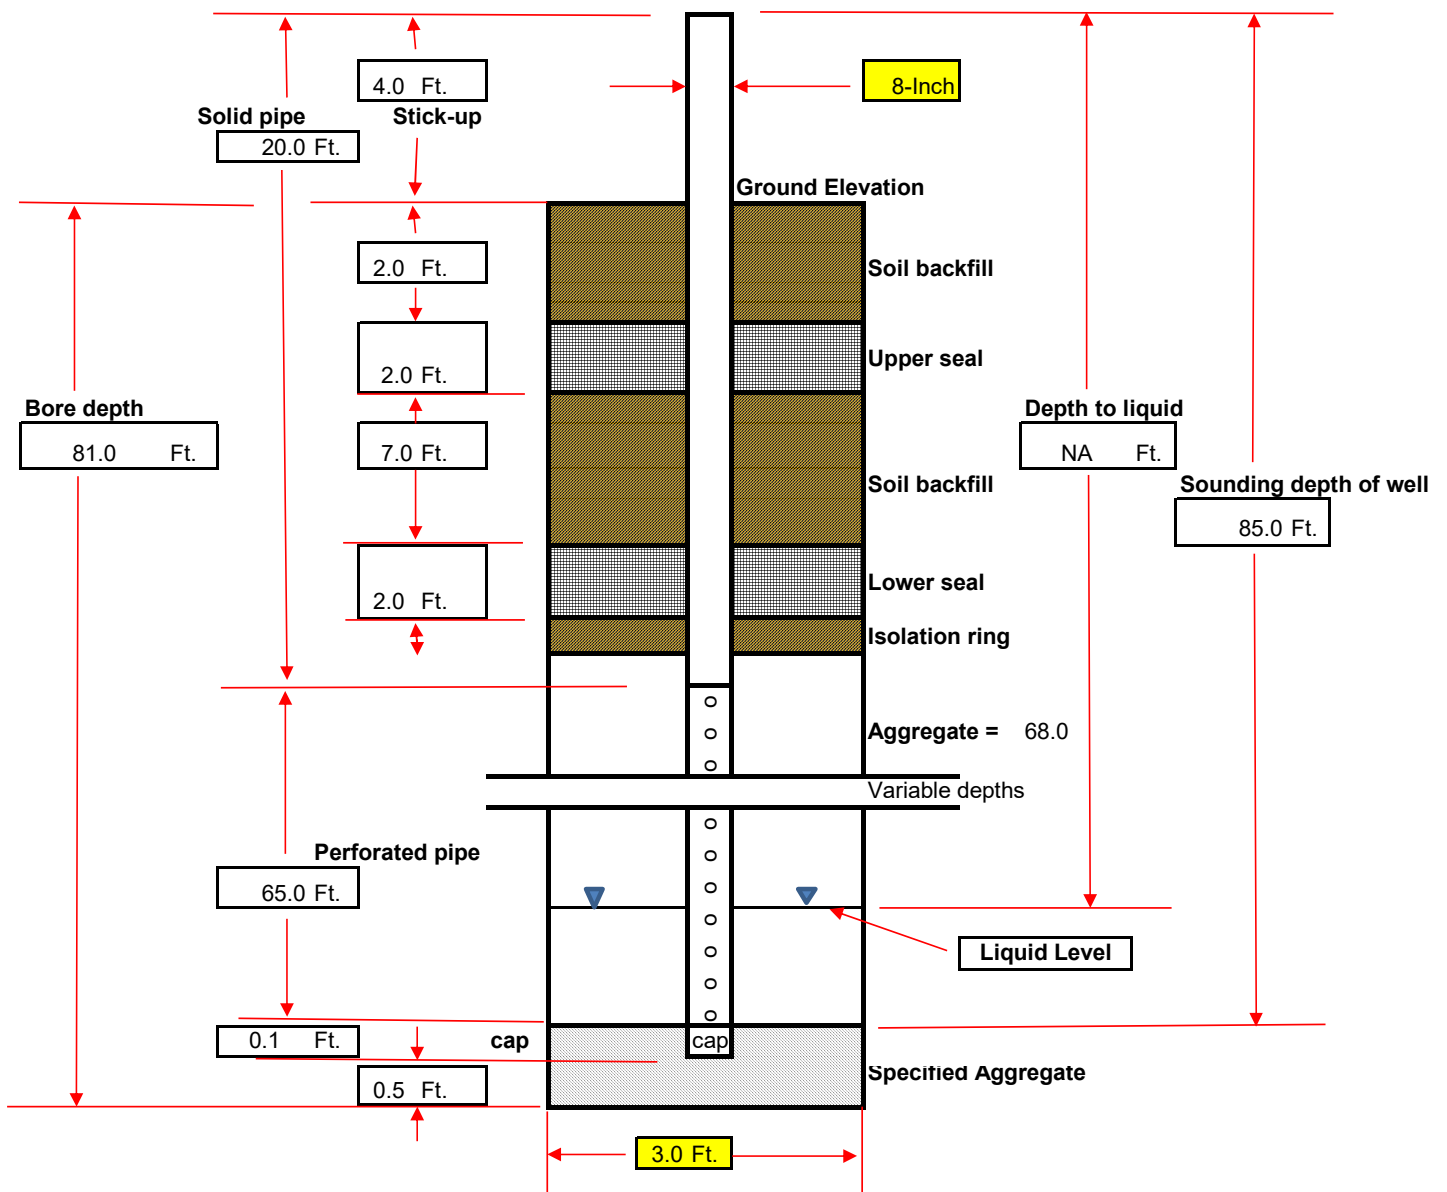 4.0 Ft.
8-Inch
Solid pipe
Stick-up
20.0 Ft.
Ground Elevation
2.0 Ft.
Soil backfill
Upper seal
2.0 Ft.
Bore depth
Depth to liquid
81.0 Ft.
7.0 Ft.
NA Ft.
Soil backfill
Sounding depth of well
85.0 Ft.
Lower seal
2.0 Ft.
Isolation ring
o
o
Aggregate = 68.0
o
Variable depths
o
Perforated pipe
o
65.0 Ft.
o
o
o
Liquid Level
o
o
0.1 Ft.
cap
cap
Specified Aggregate
0.5 Ft.
3.0 Ft.